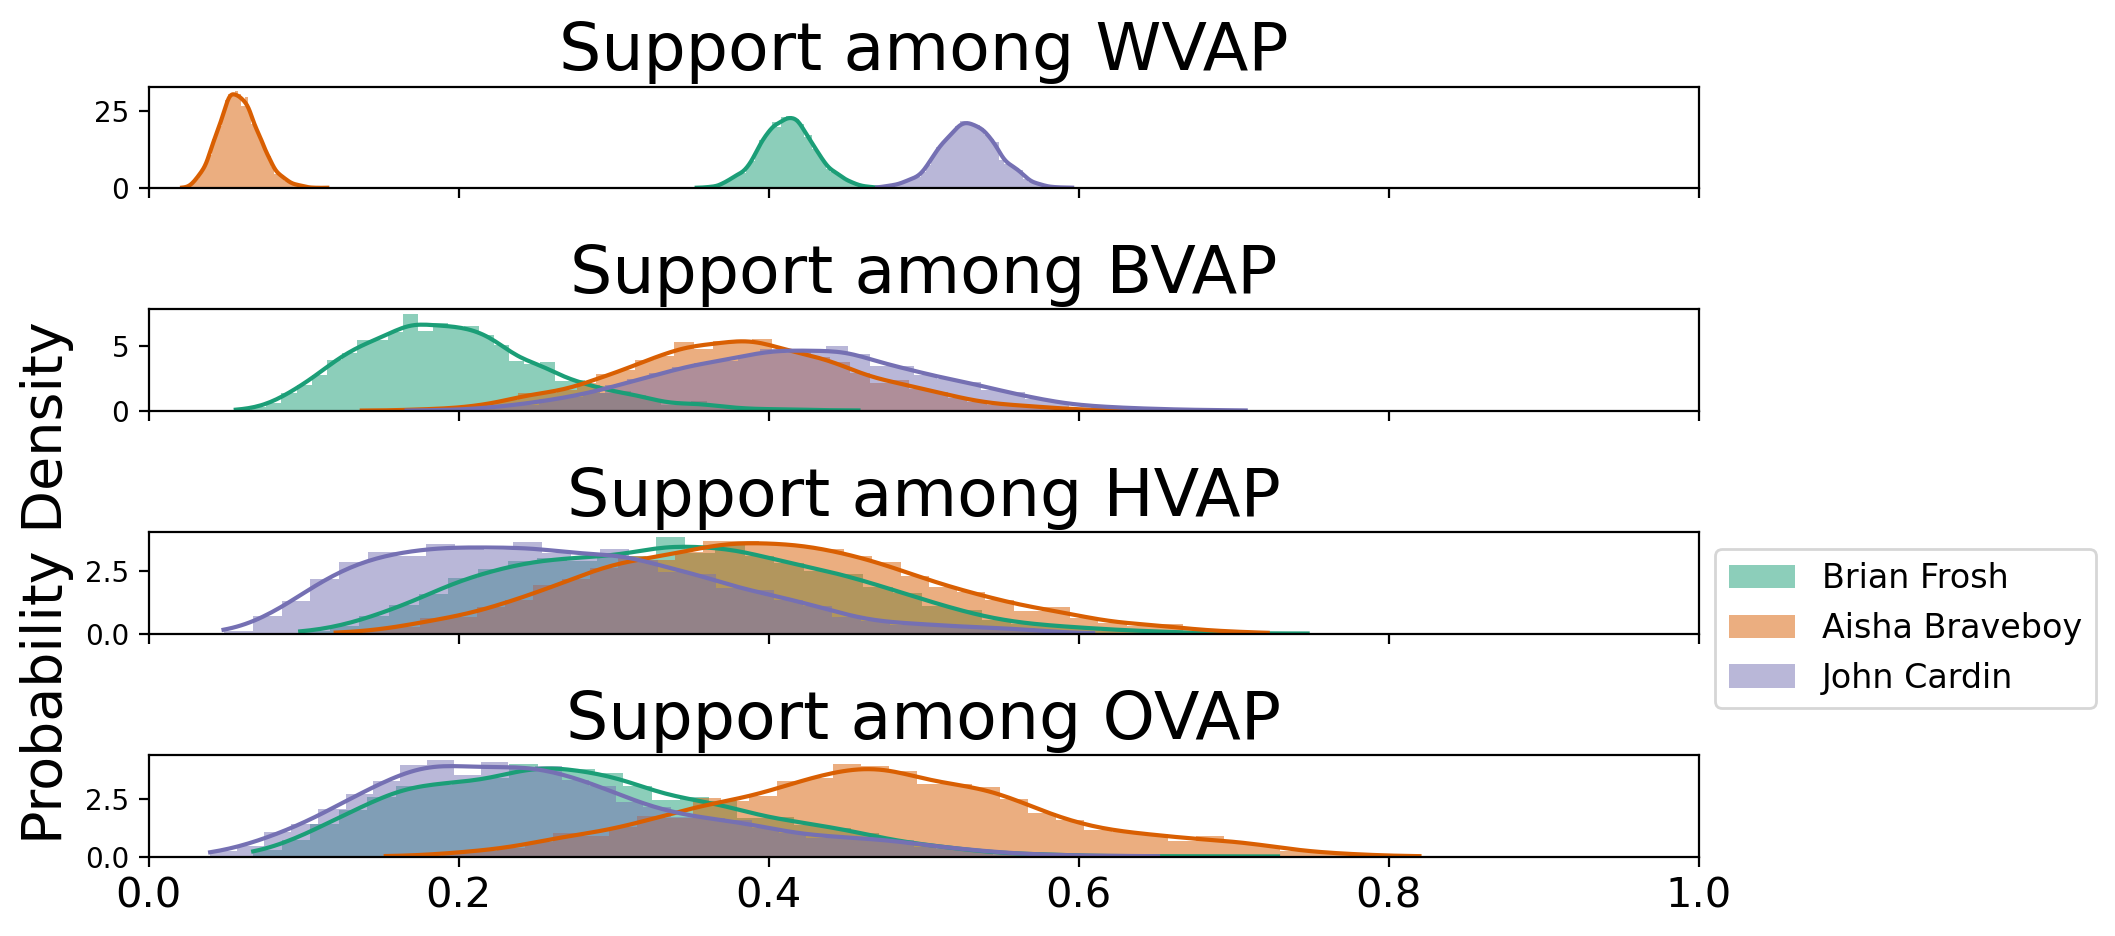 Support among WVAP
25
0
Support among BVAP
5
0
Support among HVAP
2.5
0.0
Support among OVAP
2.5
0.0
0.0 0.2 0.4 0.6 0.8 1.0
Probability Density
Brian Frosh
Aisha Braveboy
John Cardin